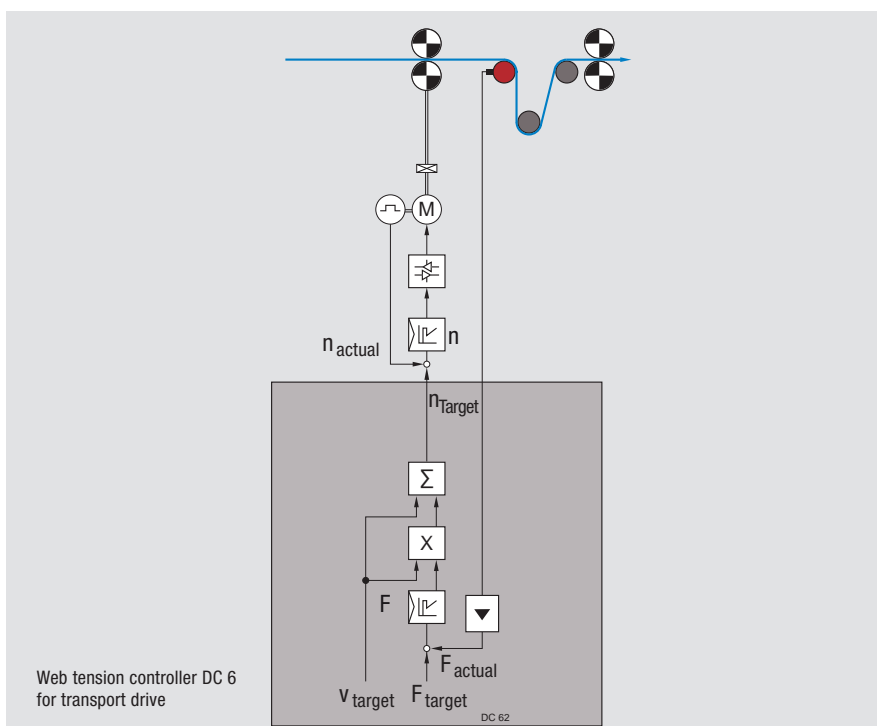 M
n
n actual
n Target
Σ
X
F
F actual
v target
F target
Web tension controller DC 6
for transport drive
DC 62